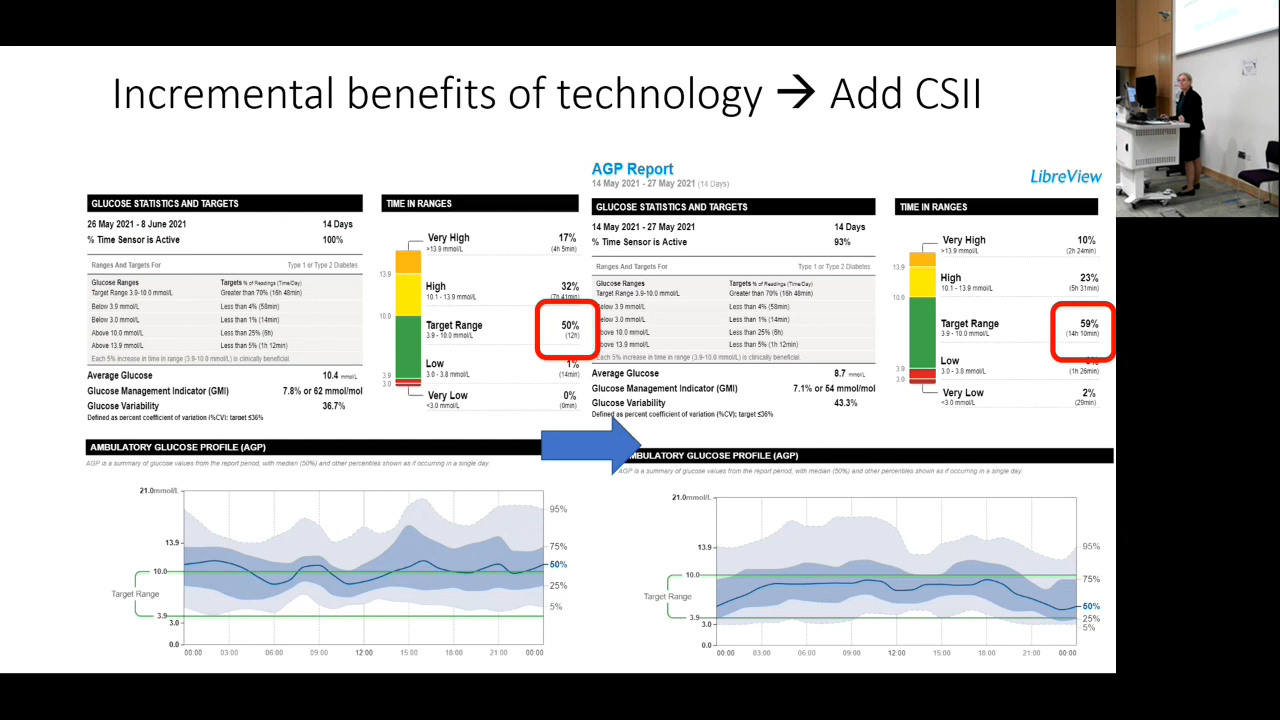 Incremental benefits of technology → Add CSII
GLUCOSE STATISTICS AND TARGETS
26 May 2021 - 8 June 2021 14 Days
% Time Sensor is Active 100%
Ranges And Targets For Type 1 or Type 2 Diabetes
Glucose Ranges Targets % of Readings (Time/Day)
Target Range 3.9-10.0 mmol/L Greater than 70% (16h 48min)
Below 3.9 mmol/L Less than 4% (58min)
Below 3.0 mmol/L Less than 1% (14min)
Above 10.0 mmol/L Less than 25% (6h)
Above 13.9 mmol/L Less than 5% (1h 12min)
Each 5% increase in time in range (3.9-10.0 mmol/L) is clinically beneficial.
Average Glucose 10.4 mmol/L
Glucose Management Indicator (GMI) 7.8% or 62 mmol/mol
Glucose Variability 36.7%
Defined as percent coefficient of variation (%CV); target ≤36%
TIME IN RANGES
Very High 17%
>13.9 mmol/L (4h 5min)
13.9
High 32%
10.1 - 13.9 mmol/L (7h 41min)
10.0
Target Range 50%
3.9 - 10.0 mmol/L (12h)
Low 1%
3.9
3.0 - 3.8 mmol/L (14min)
3.0
Very Low 0%
<3.0 mmol/L (0min)
AMBULATORY GLUCOSE PROFILE (AGP)
AGP is a summary of glucose values from the report period, with median (50%) and other percentiles shown as if occurring in a single day.
21.0mmol/L
95%
13.9
75%
10.0
50%
25%
Target Range
5%
3.9
3.0
0.0
00:00 03:00 06:00 09:00 12:00 15:00 18:00 21:00 00:00
AGP Report
14 May 2021 - 27 May 2021 (14 Days)
LibreView
GLUCOSE STATISTICS AND TARGETS
14 May 2021 - 27 May 2021 14 Days
% Time Sensor is Active 93%
Ranges And Targets For Type 1 or Type 2 Diabetes
Glucose Ranges Targets % of Readings (Time/Day)
Target Range 3.9-10.0 mmol/L Greater than 70% (16h 48min)
Below 3.9 mmol/L Less than 4% (58min)
Below 3.0 mmol/L Less than 1% (14min)
Above 10.0 mmol/L Less than 25% (6h)
Above 13.9 mmol/L Less than 5% (1h 12min)
Each 5% increase in time in range (3.9-10.0 mmol/L) is clinically beneficial.
Average Glucose 8.7 mmol/L
Glucose Management Indicator (GMI) 7.1% or 54 mmol/mol
Glucose Variability 43.3%
Defined as percent coefficient of variation (%CV); target ≤36%
TIME IN RANGES
Very High 10%
>13.9 mmol/L (2h 24min)
13.9
High 23%
10.1 - 13.9 mmol/L (5h 31min)
10.0
Target Range 59%
3.9 - 10.0 mmol/L (14h 10min)
Low
3.9
3.0 - 3.8 mmol/L (1h 26min)
3.0
Very Low 2%
<3.0 mmol/L (29min)
MBULATORY GLUCOSE PROFILE (AGP)
AGP is a summary of glucose values from the report period, with median (50%) and other percentiles shown as if occurring in a single day.
21.0mmol/L
13.9
95%
10.0
75%
Target Range
50%
3.9
25%
3.0
5%
0.0
00:00 03:00 06:00 09:00 12:00 15:00 18:00 21:00 00:00